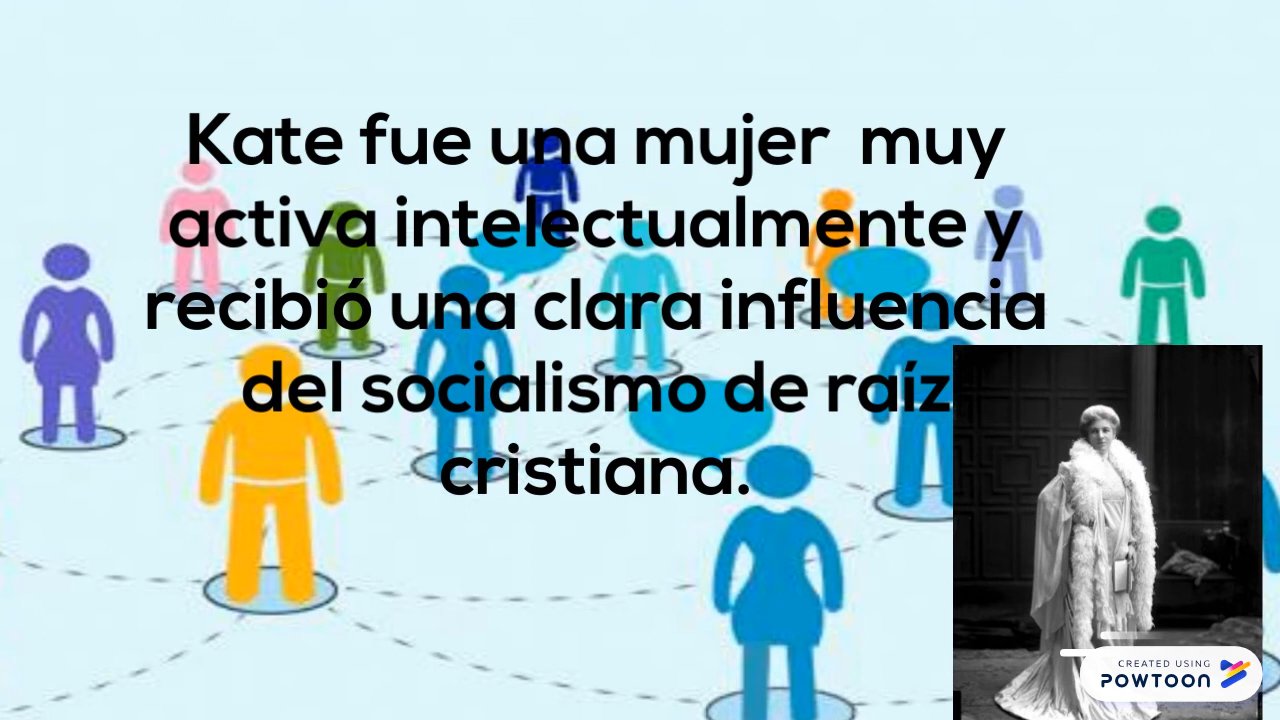 Kate fue una mujer  muy
activa intelectualmente y
recibió una clara influencia
del socialismo de raíz
cristiana.
CREATED USING
POWTOON